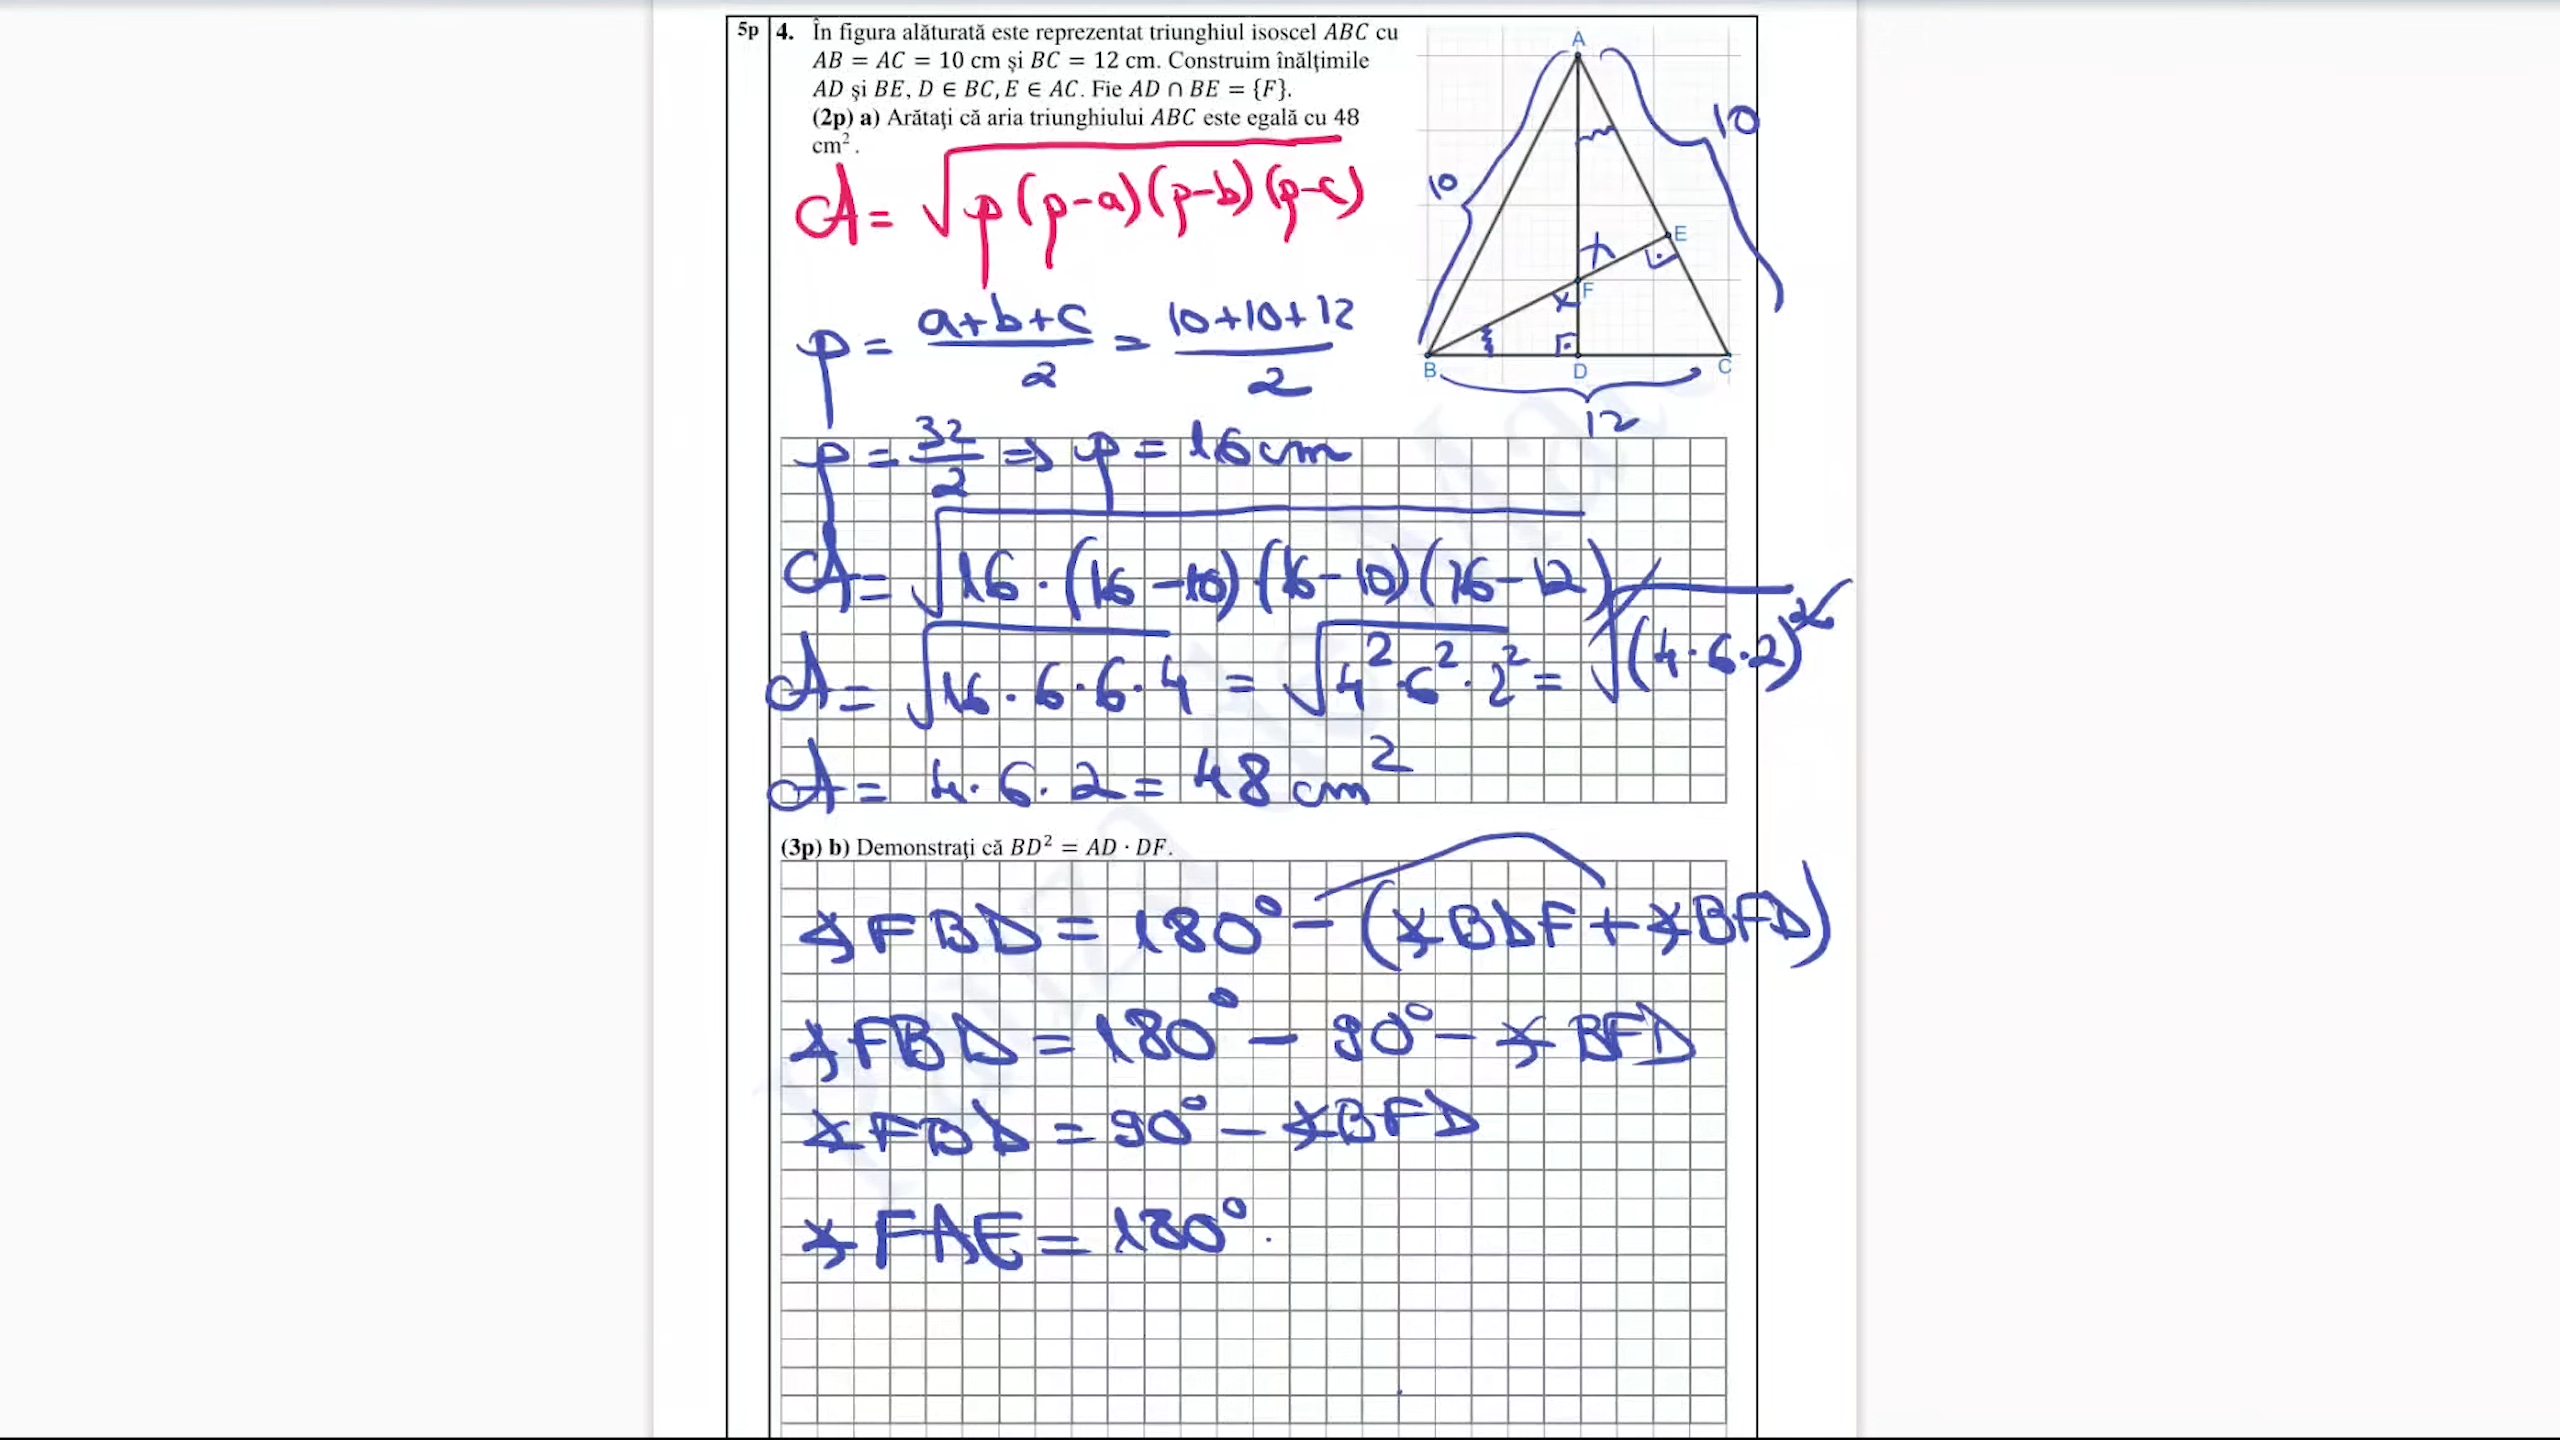 5p 4. În figura alăturată este reprezentat triunghiul isoscel ABC cu
AB = AC = 10 cm și BC = 12 cm. Construim înălțimile
AD și BE, D ∈ BC, E ∈ AC. Fie AD ∩ BE = {F}.
(2p) a) Arătați că aria triunghiului ABC este egală cu 48
cm².
A
10
10
E
x
F
x
B
D
C
12
A = √p(p-a)(p-b)(p-c)
p = a+b+c/2 = 10+10+12/2
p = 32/2 ⇒ p = 16 cm
A = √16·(16-10)(16-10)(16-12)
A = √16·6·6·4 = √4²·6²·2² = √(4·6·2)²
A = 4·6·2 = 48 cm²
(3p) b) Demonstrați că BD² = AD · DF.
∢FBD = 180° - (∢BDF + ∢BFD)
∢FBD = 180° - 90° - ∢BFD
∢FBD = 90° - ∢BFD
∢FAE = 180°